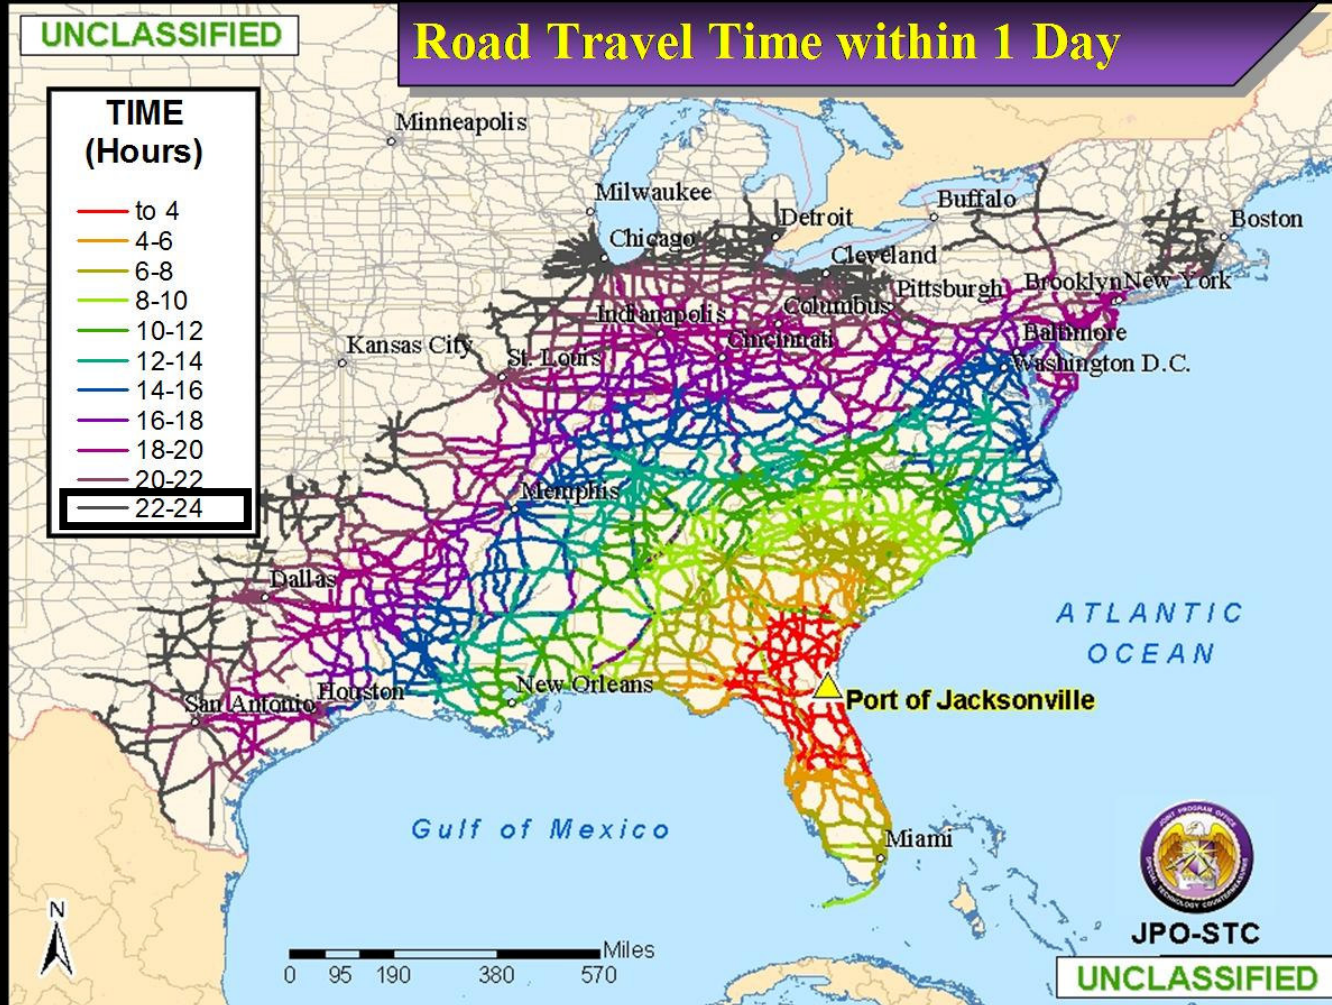 UNCLASSIFIED
Road Travel Time within 1 Day
TIME
(Hours)
to 4
4-6
6-8
8-10
10-12
12-14
14-16
16-18
18-20
20-22
22-24
Minneapolis
Milwaukee
Detroit
Buffalo
Boston
Chicago
Cleveland
Pittsburgh
Brooklyn
New York
Columbus
Indianapolis
Cincinnati
Baltimore
Kansas City
St. Louis
Washington D.C.
Memphis
Dallas
ATLANTIC
OCEAN
New Orleans
Houston
San Antonio
Port of Jacksonville
Gulf of Mexico
Miami
N
Miles
0 95 190 380 570
JPO-STC
UNCLASSIFIED